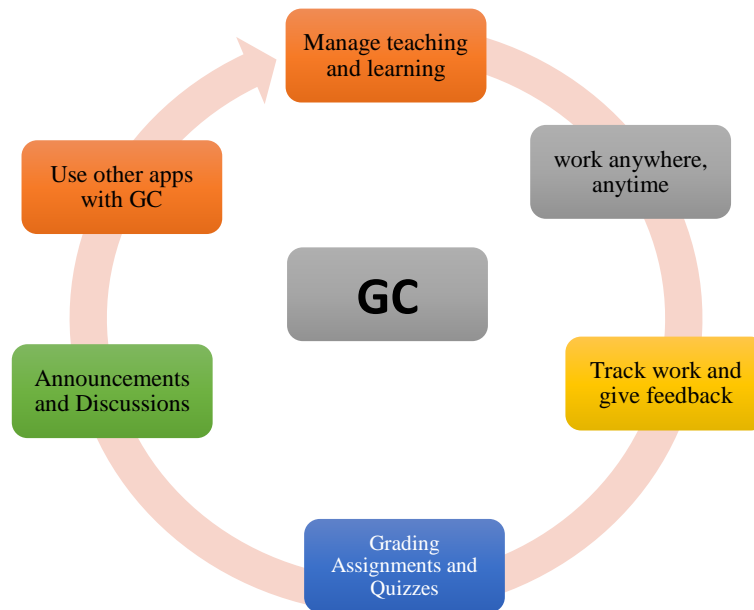 Manage teaching
and learning
work anywhere,
anytime
Track work and
give feedback
Grading
Assignments and
Quizzes
Announcements
and Discussions
Use other apps
with GC
GC